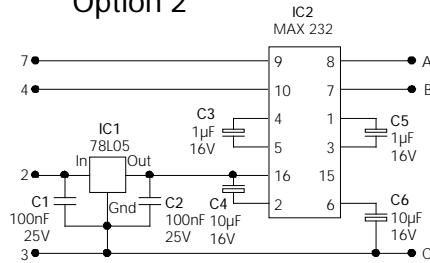 Option 2
IC2
MAX 232
7
9
8
A
4
10
7
B
C3
1µF
16V
4
5
1
3
C5
1µF
16V
IC1
78L05
In
Out
Gnd
2
16
15
C1
100nF
25V
C2
100nF
25V
C4
10µF
16V
2
6
C6
10µF
16V
3
C